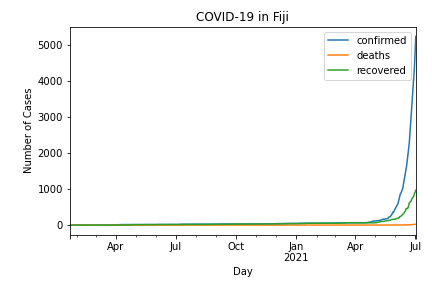 COVID-19 in Fiji
confirmed
deaths
recovered
Number of Cases
5000
4000
3000
2000
1000
0
Apr Jul Oct Jan Apr Jul
2021
Day